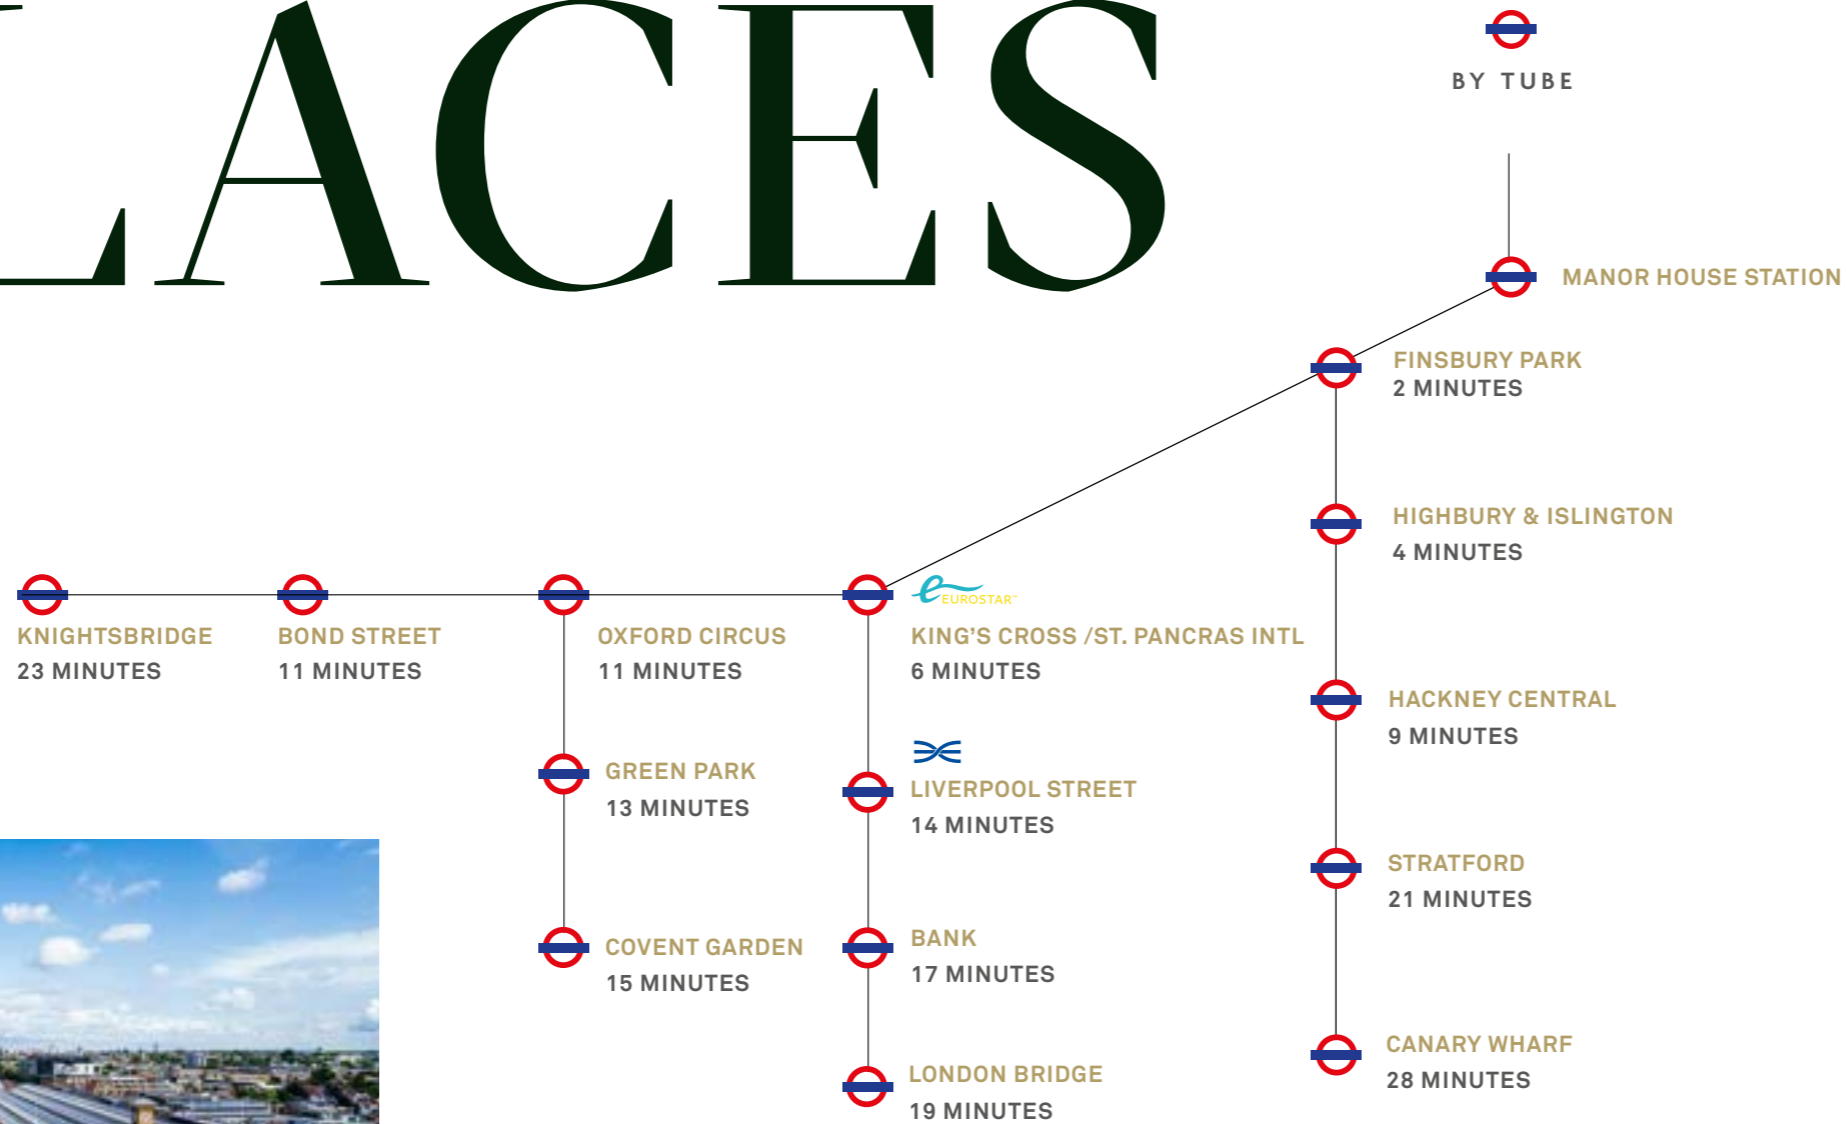 LACES
BY TUBE
MANOR HOUSE STATION
FINSBURY PARK
2 MINUTES
HIGHBURY & ISLINGTON
4 MINUTES
HACKNEY CENTRAL
9 MINUTES
STRATFORD
21 MINUTES
CANARY WHARF
28 MINUTES
EUROSTAR™
KING'S CROSS /ST. PANCRAS INTL
6 MINUTES
LIVERPOOL STREET
14 MINUTES
BANK
17 MINUTES
LONDON BRIDGE
19 MINUTES
OXFORD CIRCUS
11 MINUTES
GREEN PARK
13 MINUTES
COVENT GARDEN
15 MINUTES
BOND STREET
11 MINUTES
KNIGHTSBRIDGE
23 MINUTES